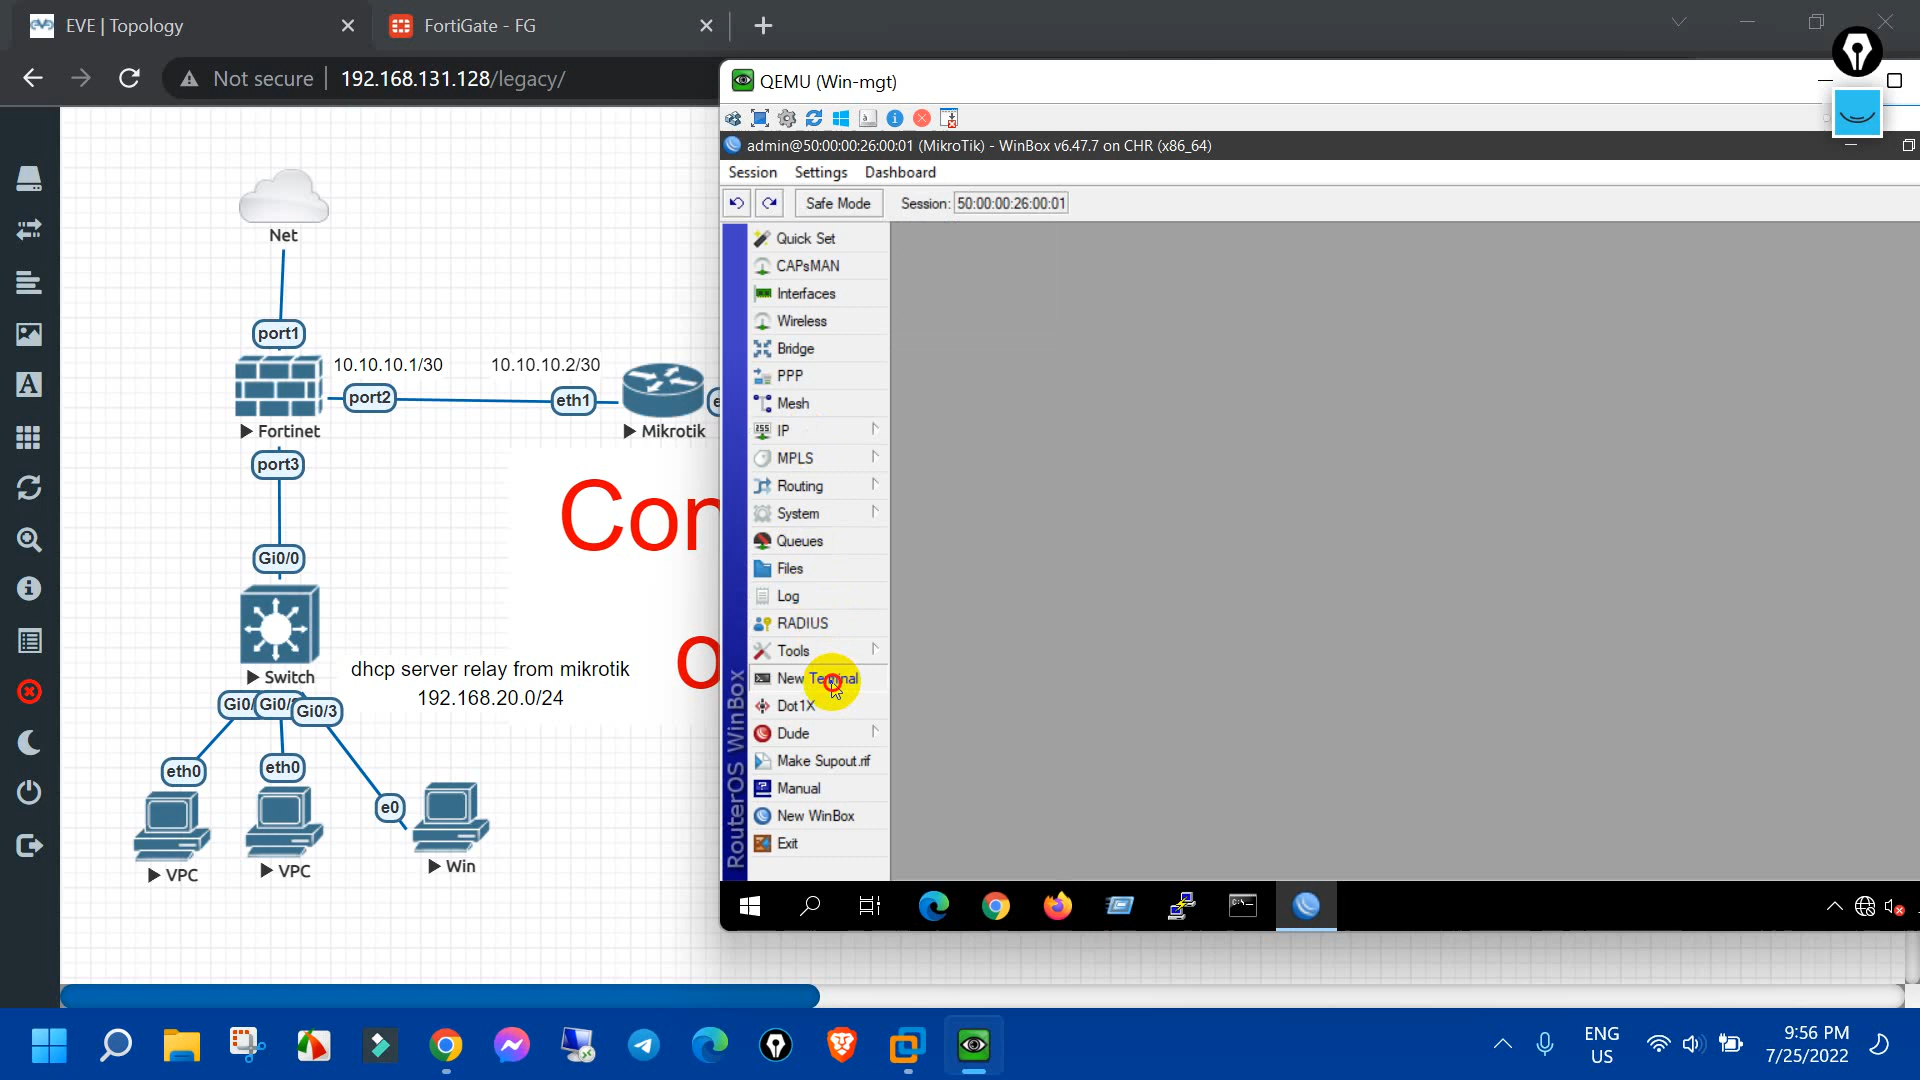 EVE | Topology
FortiGate - FG
Not secure
192.168.131.128/legacy/
QEMU (Win-mgt)
admin@50:00:00:26:00:01 (MikroTik) - WinBox v6.47.7 on CHR (x86_64)
Session Settings Dashboard
Safe Mode Session: 50:00:00:26:00:01
Quick Set
CAPsMAN
Interfaces
Wireless
Bridge
PPP
Mesh
IP
MPLS
Routing
System
Queues
Files
Log
RADIUS
Tools
New Terminal
Dot1X
Dude
Make Supout.rif
Manual
New WinBox
Exit
RouterOS WinBox
Net
port1
10.10.10.1/30
10.10.10.2/30
port2
eth1
e
Fortinet
Mikrotik
port3
Con
Gi0/0
o
Switch
dhcp server relay from mikrotik
192.168.20.0/24
Gi0/
Gi0/
Gi0/3
eth0
eth0
e0
VPC
VPC
Win
ENG
US
9:56 PM
7/25/2022